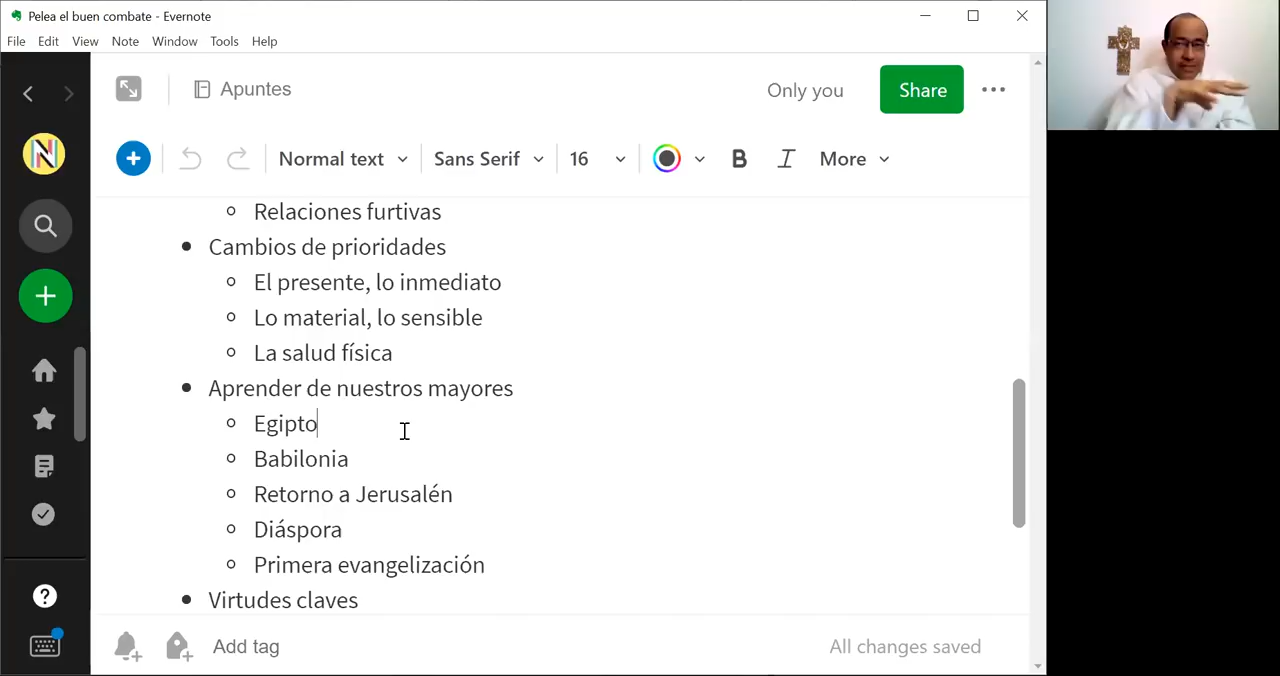 Pelea el buen combate - Evernote
File Edit View Note Window Tools Help
Apuntes
Only you
Share
Normal text
Sans Serif
16
B
I
More
Relaciones furtivas
Cambios de prioridades
El presente, lo inmediato
Lo material, lo sensible
La salud física
Aprender de nuestros mayores
Egipto
Babilonia
Retorno a Jerusalén
Diáspora
Primera evangelización
Virtudes claves
Add tag
All changes saved